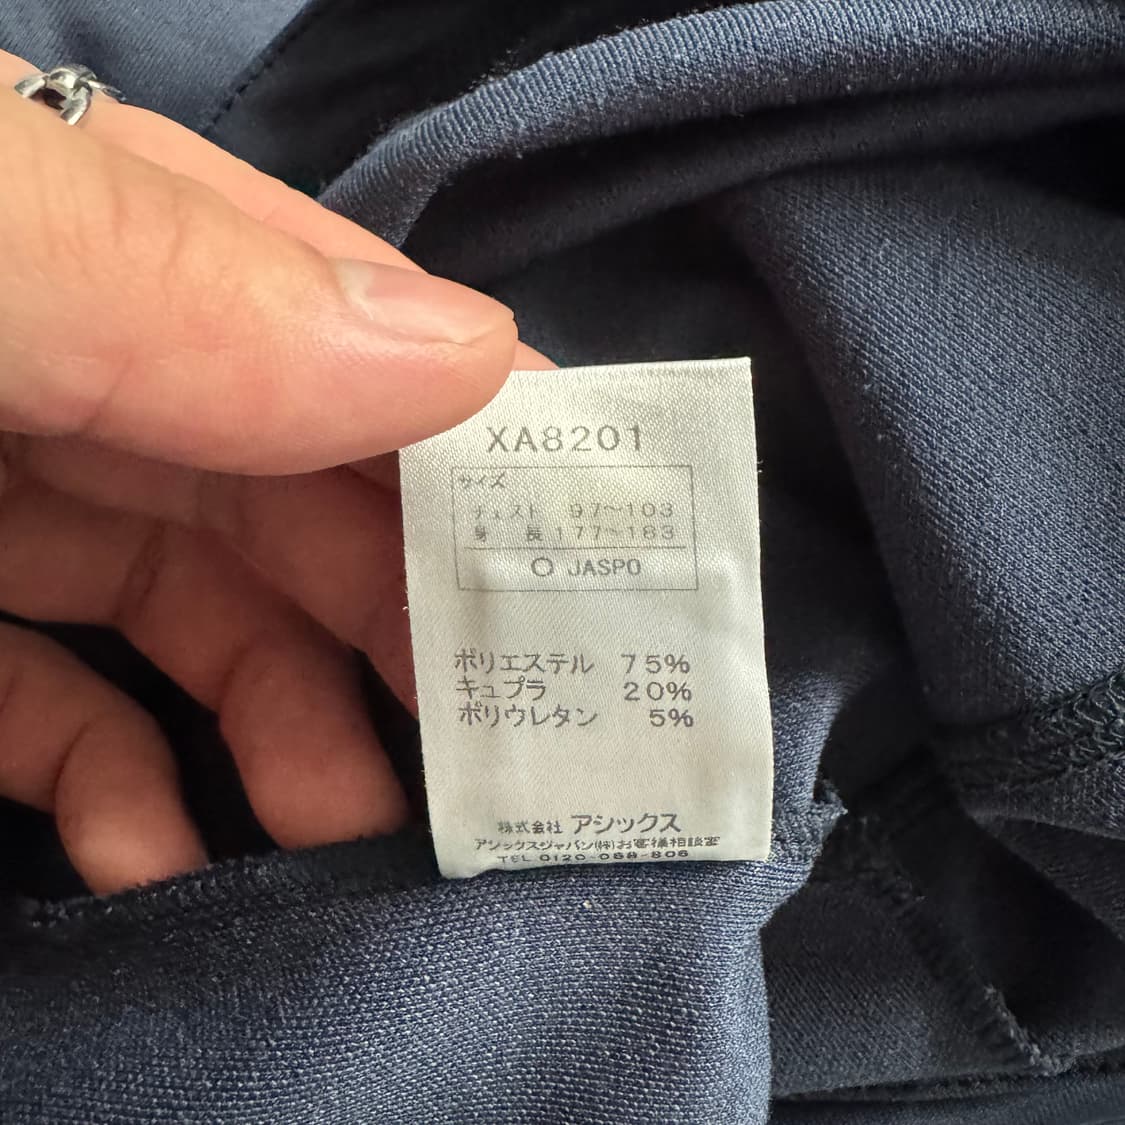 XA8201
サイズ
チェスト 97~103
身 長 177~183
O JASPO
ポリエステル 75%
キュプラ 20%
ポリウレタン 5%
株式会社 アシックス
アシックスジャパン(株)お客様相談室
TEL 0120-068-806